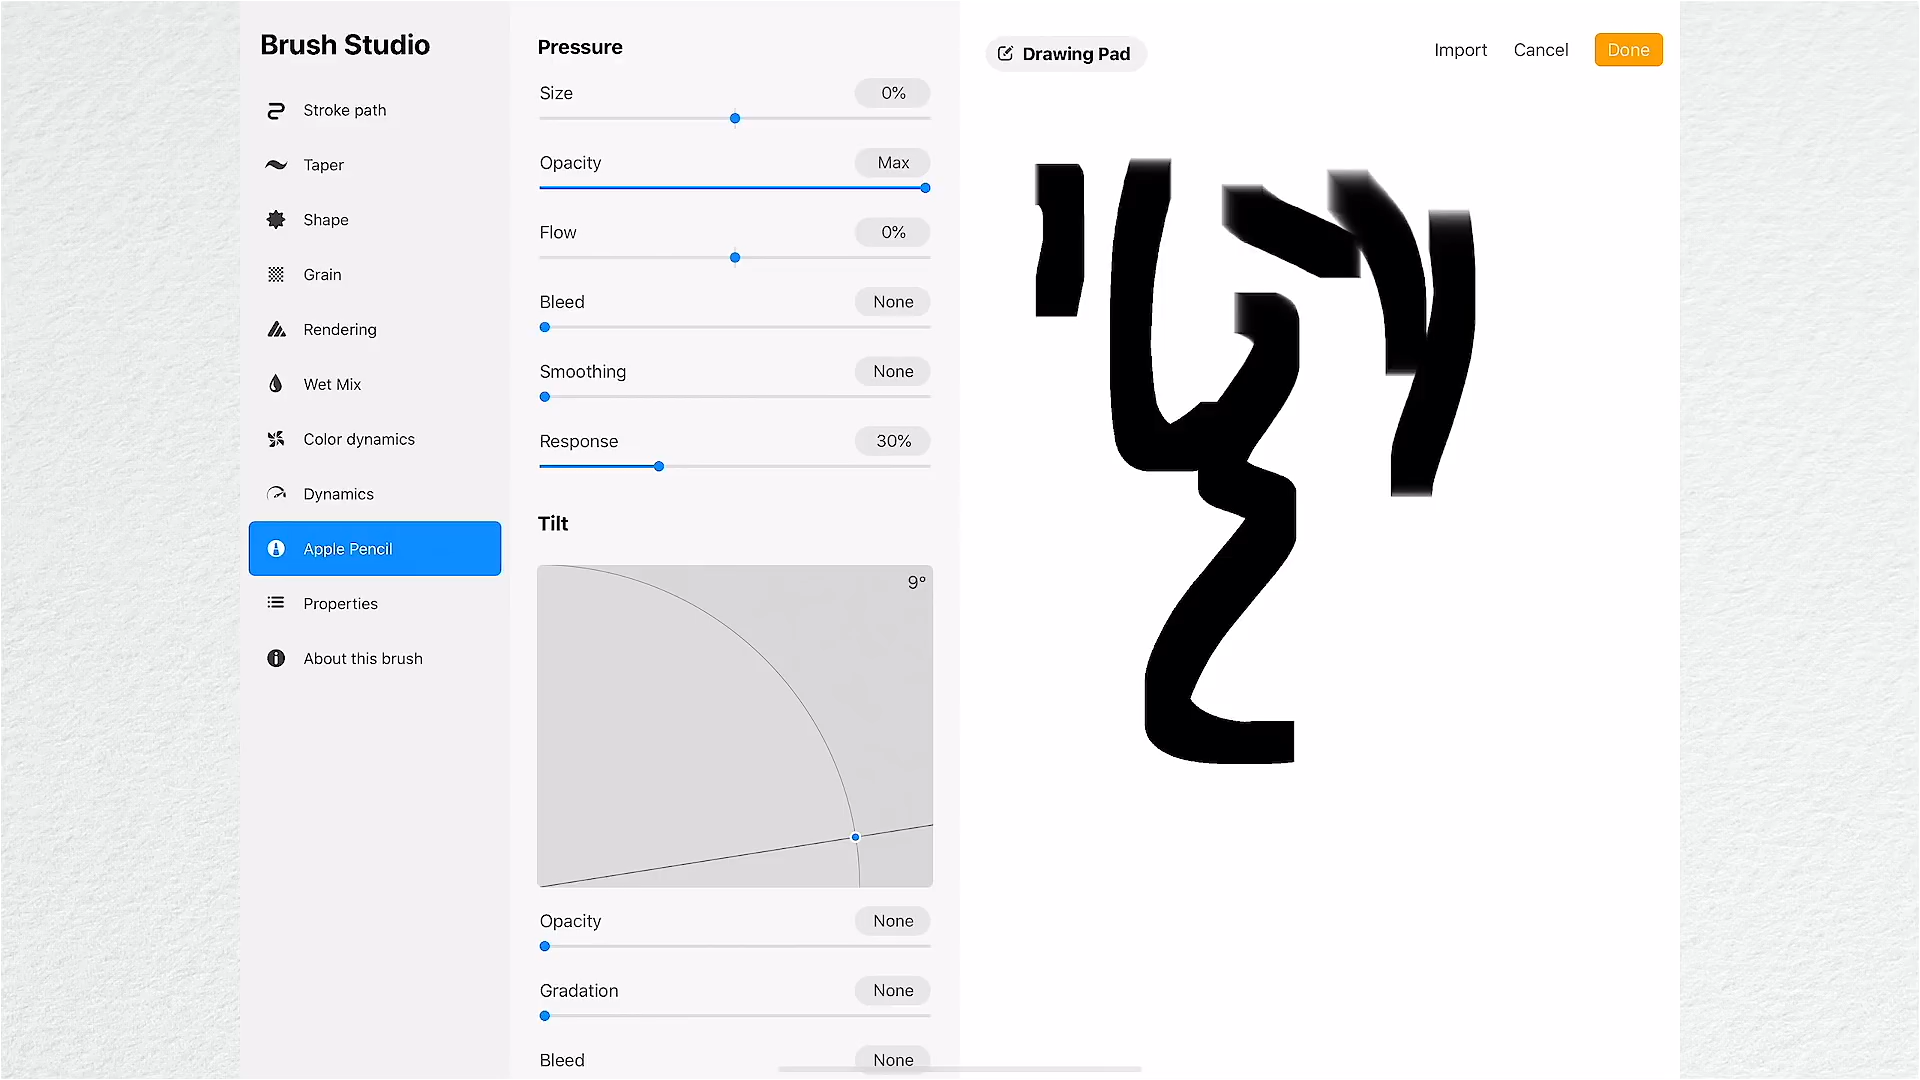 Brush Studio
Stroke path
Taper
Shape
Grain
Rendering
Wet Mix
Color dynamics
Dynamics
Apple Pencil
Properties
About this brush
Pressure
Size 0%
Opacity Max
Flow 0%
Bleed None
Smoothing None
Response 30%
Tilt
9°
Opacity None
Gradation None
Bleed None
Drawing Pad
Import Cancel Done